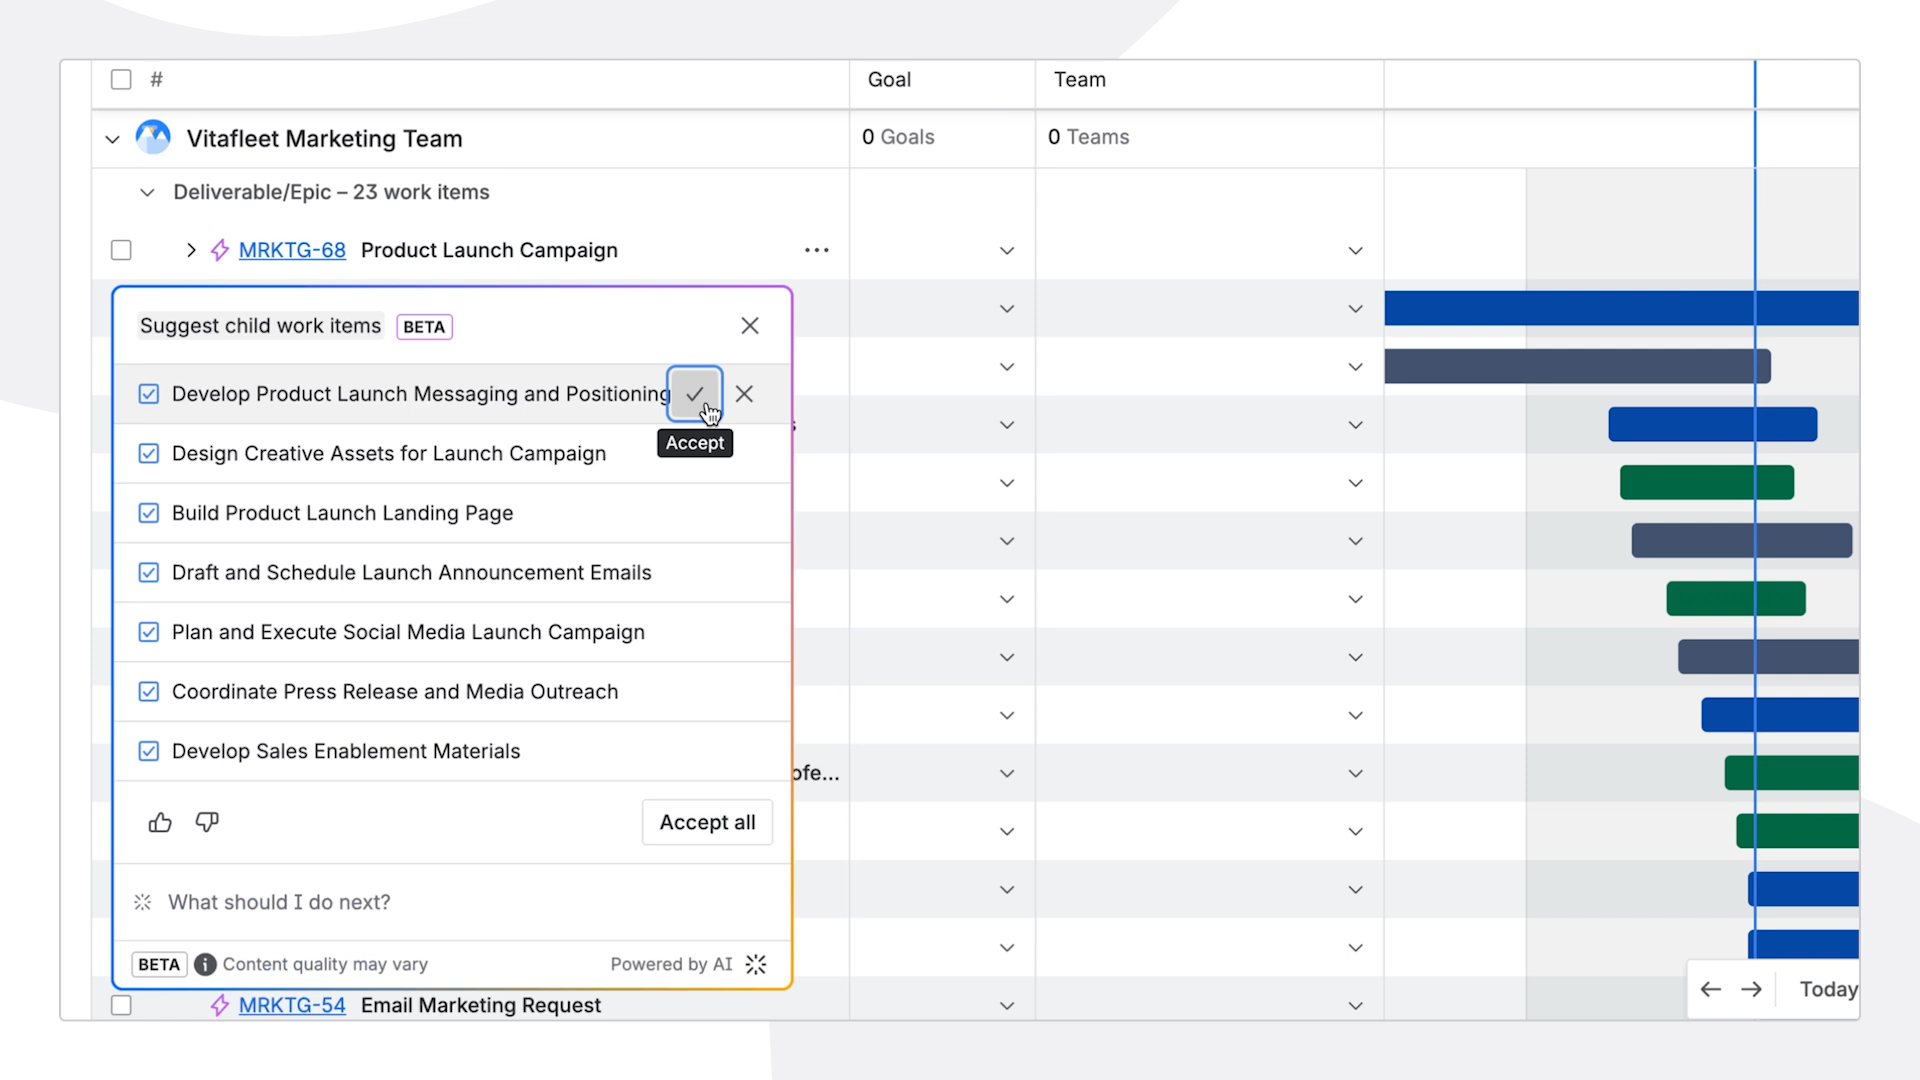 #
Goal
Team
Vitafleet Marketing Team
0 Goals
0 Teams
Deliverable/Epic – 23 work items
MRKTG-68 Product Launch Campaign
Suggest child work items BETA
Develop Product Launch Messaging and Positioning
Accept
Design Creative Assets for Launch Campaign
Build Product Launch Landing Page
Draft and Schedule Launch Announcement Emails
Plan and Execute Social Media Launch Campaign
Coordinate Press Release and Media Outreach
Develop Sales Enablement Materials
ofe...
Accept all
What should I do next?
BETA Content quality may vary
Powered by AI
Today
MRKTG-54 Email Marketing Request